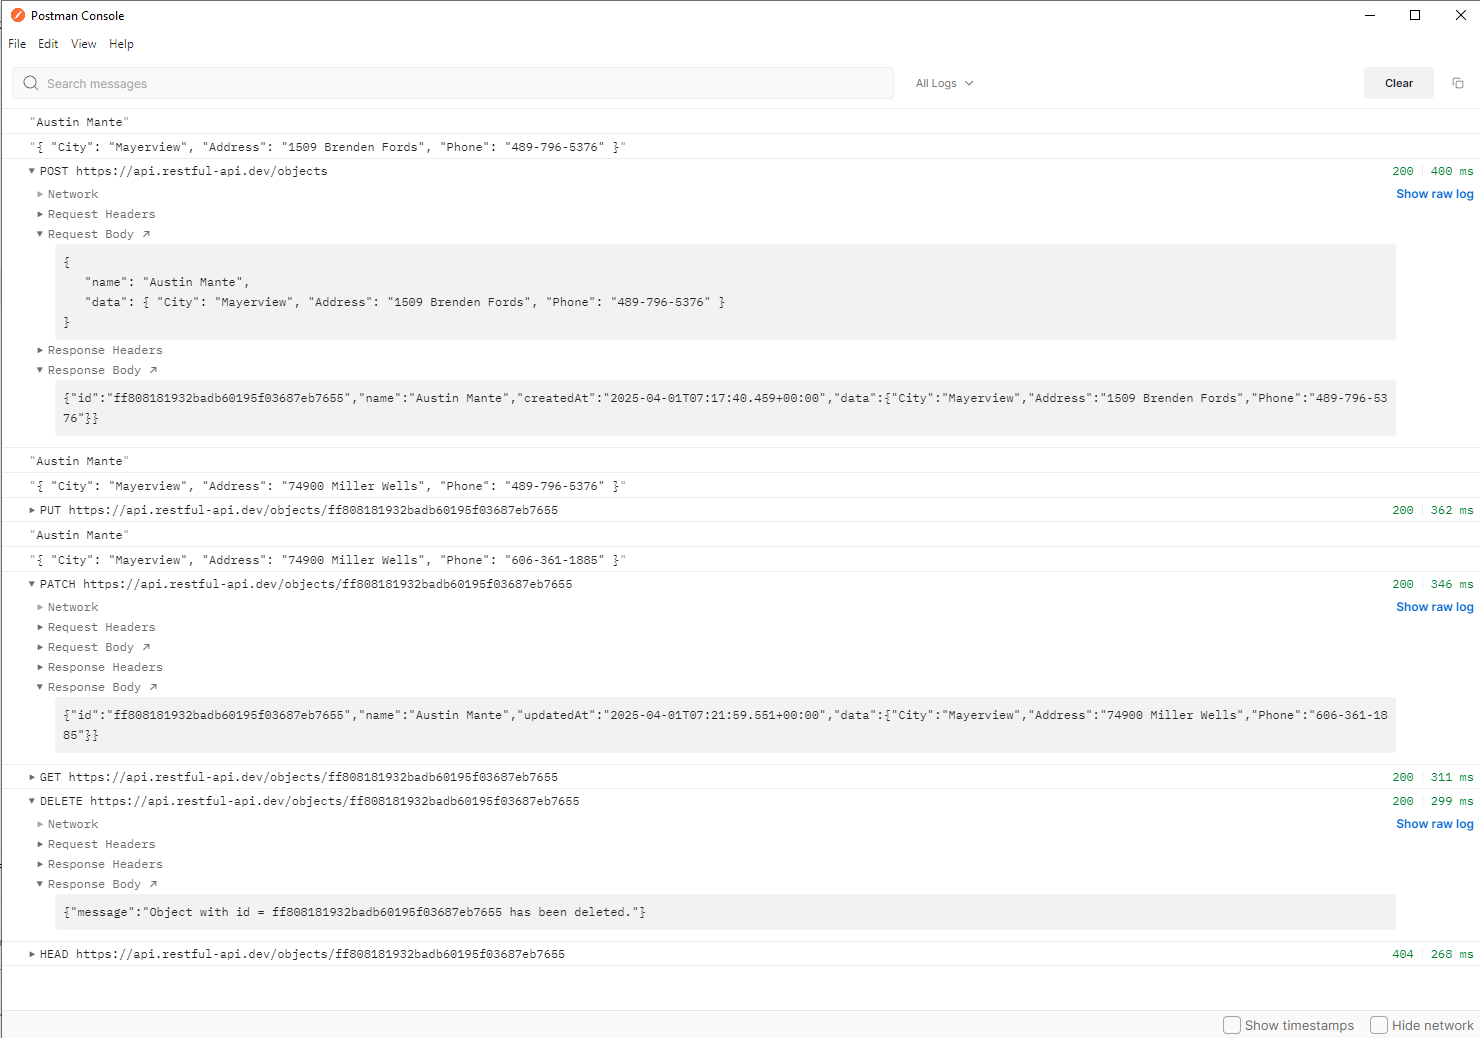 Postman Console
File Edit View Help
Search messages All Logs Clear
"Austin Mante"
"{ "City": "Mayerview", "Address": "1509 Brenden Fords", "Phone": "489-796-5376" }"
POST https://api.restful-api.dev/objects 200 400 ms
Network Show raw log
Request Headers
Request Body
{
"name": "Austin Mante",
"data": { "City": "Mayerview", "Address": "1509 Brenden Fords", "Phone": "489-796-5376" }
}
Response Headers
Response Body
{"id":"ff808181932badb60195f03687eb7655","name":"Austin Mante","createdAt":"2025-04-01T07:17:40.459+00:00","data":{"City":"Mayerview","Address":"1509 Brenden Fords","Phone":"489-796-53
76"}}
"Austin Mante"
"{ "City": "Mayerview", "Address": "74900 Miller Wells", "Phone": "489-796-5376" }"
PUT https://api.restful-api.dev/objects/ff808181932badb60195f03687eb7655 200 362 ms
"Austin Mante"
"{ "City": "Mayerview", "Address": "74900 Miller Wells", "Phone": "606-361-1885" }"
PATCH https://api.restful-api.dev/objects/ff808181932badb60195f03687eb7655 200 346 ms
Network Show raw log
Request Headers
Request Body
Response Headers
Response Body
{"id":"ff808181932badb60195f03687eb7655","name":"Austin Mante","updatedAt":"2025-04-01T07:21:59.551+00:00","data":{"City":"Mayerview","Address":"74900 Miller Wells","Phone":"606-361-18
85"}}
GET https://api.restful-api.dev/objects/ff808181932badb60195f03687eb7655 200 311 ms
DELETE https://api.restful-api.dev/objects/ff808181932badb60195f03687eb7655 200 299 ms
Network Show raw log
Request Headers
Response Headers
Response Body
{"message":"Object with id = ff808181932badb60195f03687eb7655 has been deleted."}
HEAD https://api.restful-api.dev/objects/ff808181932badb60195f03687eb7655 404 268 ms
Show timestamps Hide network